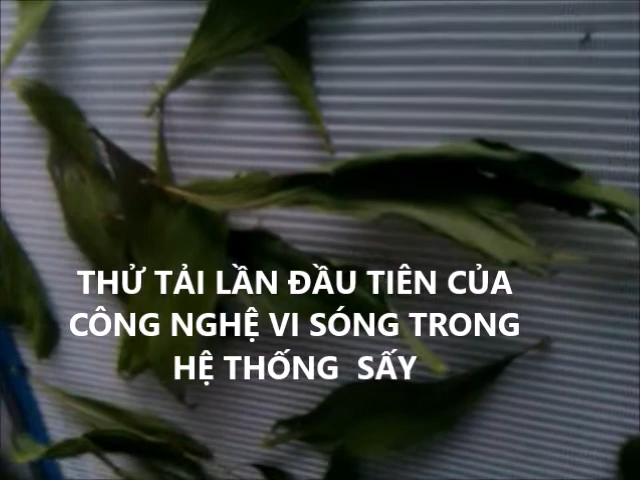 THỬ TẢI LẦN ĐẦU TIÊN CỦA
CÔNG NGHỆ VI SÓNG TRONG
HỆ THỐNG SẤY